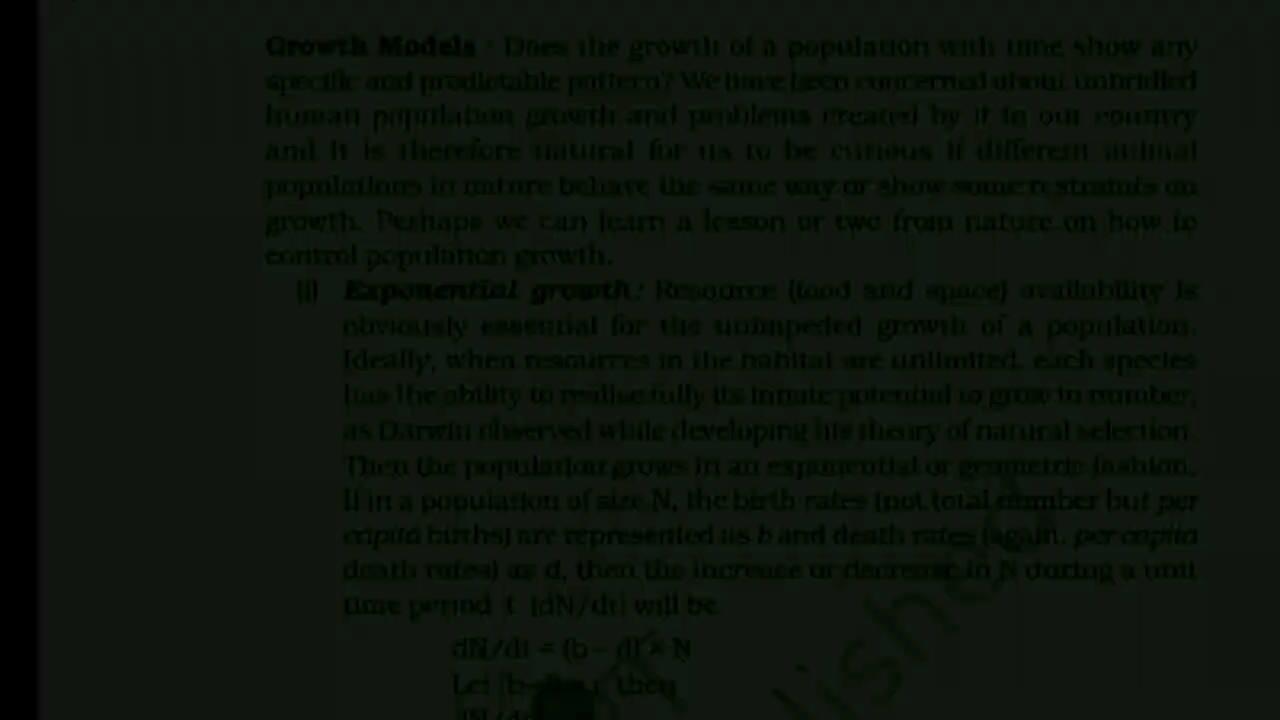 Growth Models : Does the growth of a population with time show any
specific and predictable pattern? We have been concerned about unbridled
human population growth and problems created by it in our country
and it is therefore natural for us to be curious if different animal
populations in nature behave the same way or show some restraints on
growth. Perhaps we can learn a lesson or two from nature on how to
control population growth.
(i) Exponential growth: Resource (food and space) availability is
obviously essential for the unimpeded growth of a population.
Ideally, when resources in the habitat are unlimited, each species
has the ability to realise fully its innate potential to grow in number,
as Darwin observed while developing his theory of natural selection.
Then the population grows in an exponential or geometric fashion.
If in a population of size N, the birth rates (not total number but per
capita births) are represented as b and death rates (again, per capita
death rates) as d, then the increase or decrease in N during a unit
time period t (dN/dt) will be
dN/dt = (b – d) × N
Let (b– then
dN/dt